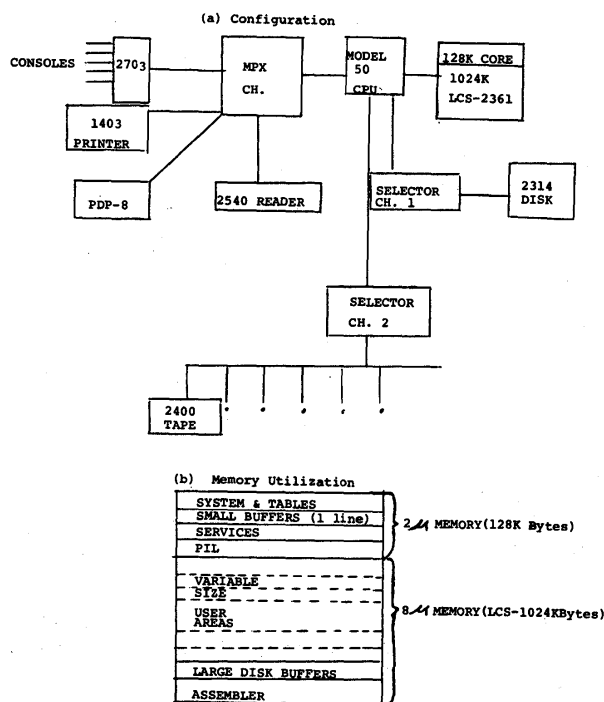 (a) Configuration
CONSOLES
2703
MPX
CH.
MODEL
50
CPU
128K CORE
1024K
LCS-2361
1403
PRINTER
PDP-8
2540 READER
SELECTOR
CH. 1
2314
DISK
SELECTOR
CH. 2
2400
TAPE
(b) Memory Utilization
SYSTEM & TABLES
SMALL BUFFERS (1 line)
SERVICES
PIL
2 μ MEMORY(128K Bytes)
VARIABLE
SIZE
USER
AREAS
8 μ MEMORY(LCS-1024KBytes)
LARGE DISK BUFFERS
ASSEMBLER